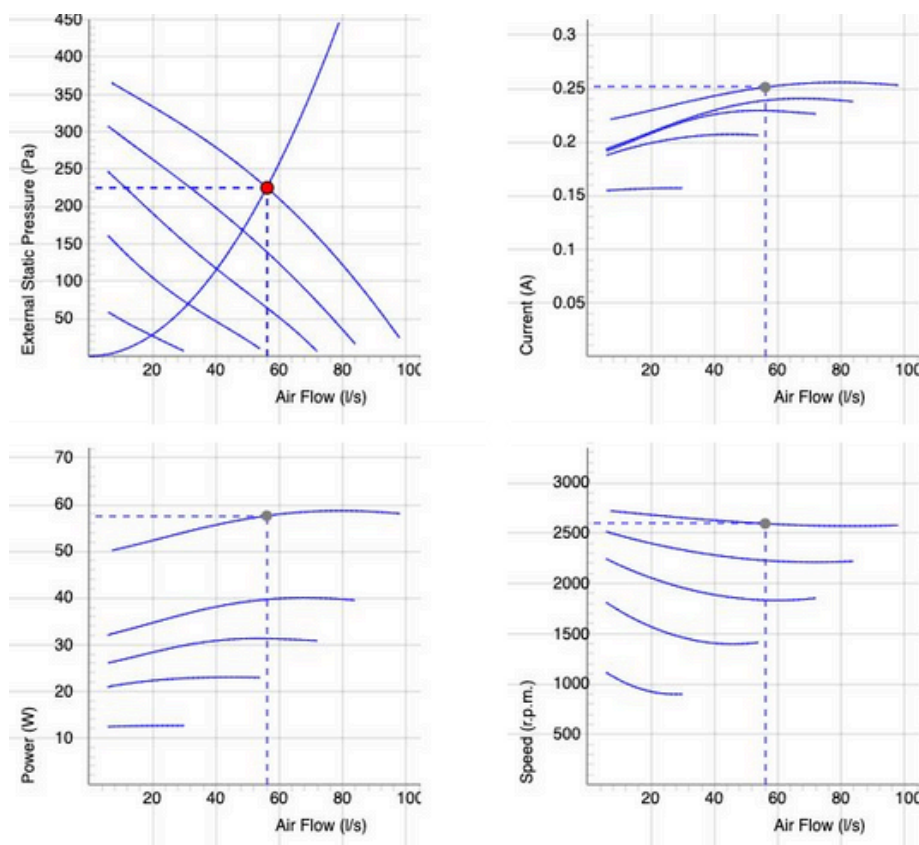 450
400
350
300
250
200
150
100
50
External Static Pressure (Pa)
20 40 60 80 100
Air Flow (l/s)
0.3
0.25
0.2
0.15
0.1
0.05
Current (A)
20 40 60 80 100
Air Flow (l/s)
70
60
50
40
30
20
10
Power (W)
20 40 60 80 100
Air Flow (l/s)
3000
2500
2000
1500
1000
500
Speed (r.p.m.)
20 40 60 80 100
Air Flow (l/s)